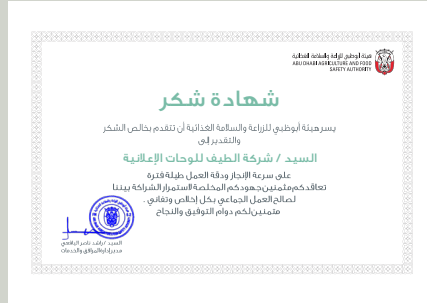 هيئة أبوظبي للزراعة والسلامة الغذائية
ABU DHABI AGRICULTURE AND FOOD
SAFETY AUTHORITY
شهادة شكر
يسر هيئة أبوظبي للزراعة والسلامة الغذائية أن تتقدم بخالص الشكر
والتقدير إلى
السيد / شركة الطيف للوحات الإعلانية
على سرعة الإنجاز ودقة العمل طيلة فترة
تعاقدكم مثمنين جهودكم المخلصة لاستمرار الشراكة بيننا
لصالح العمل الجماعي بكل إخلاص وتفاني .
متمنين لكم دوام التوفيق والنجاح
السيد / راشد ناصر اليافعي
مدير إدارة المرافق والخدمات